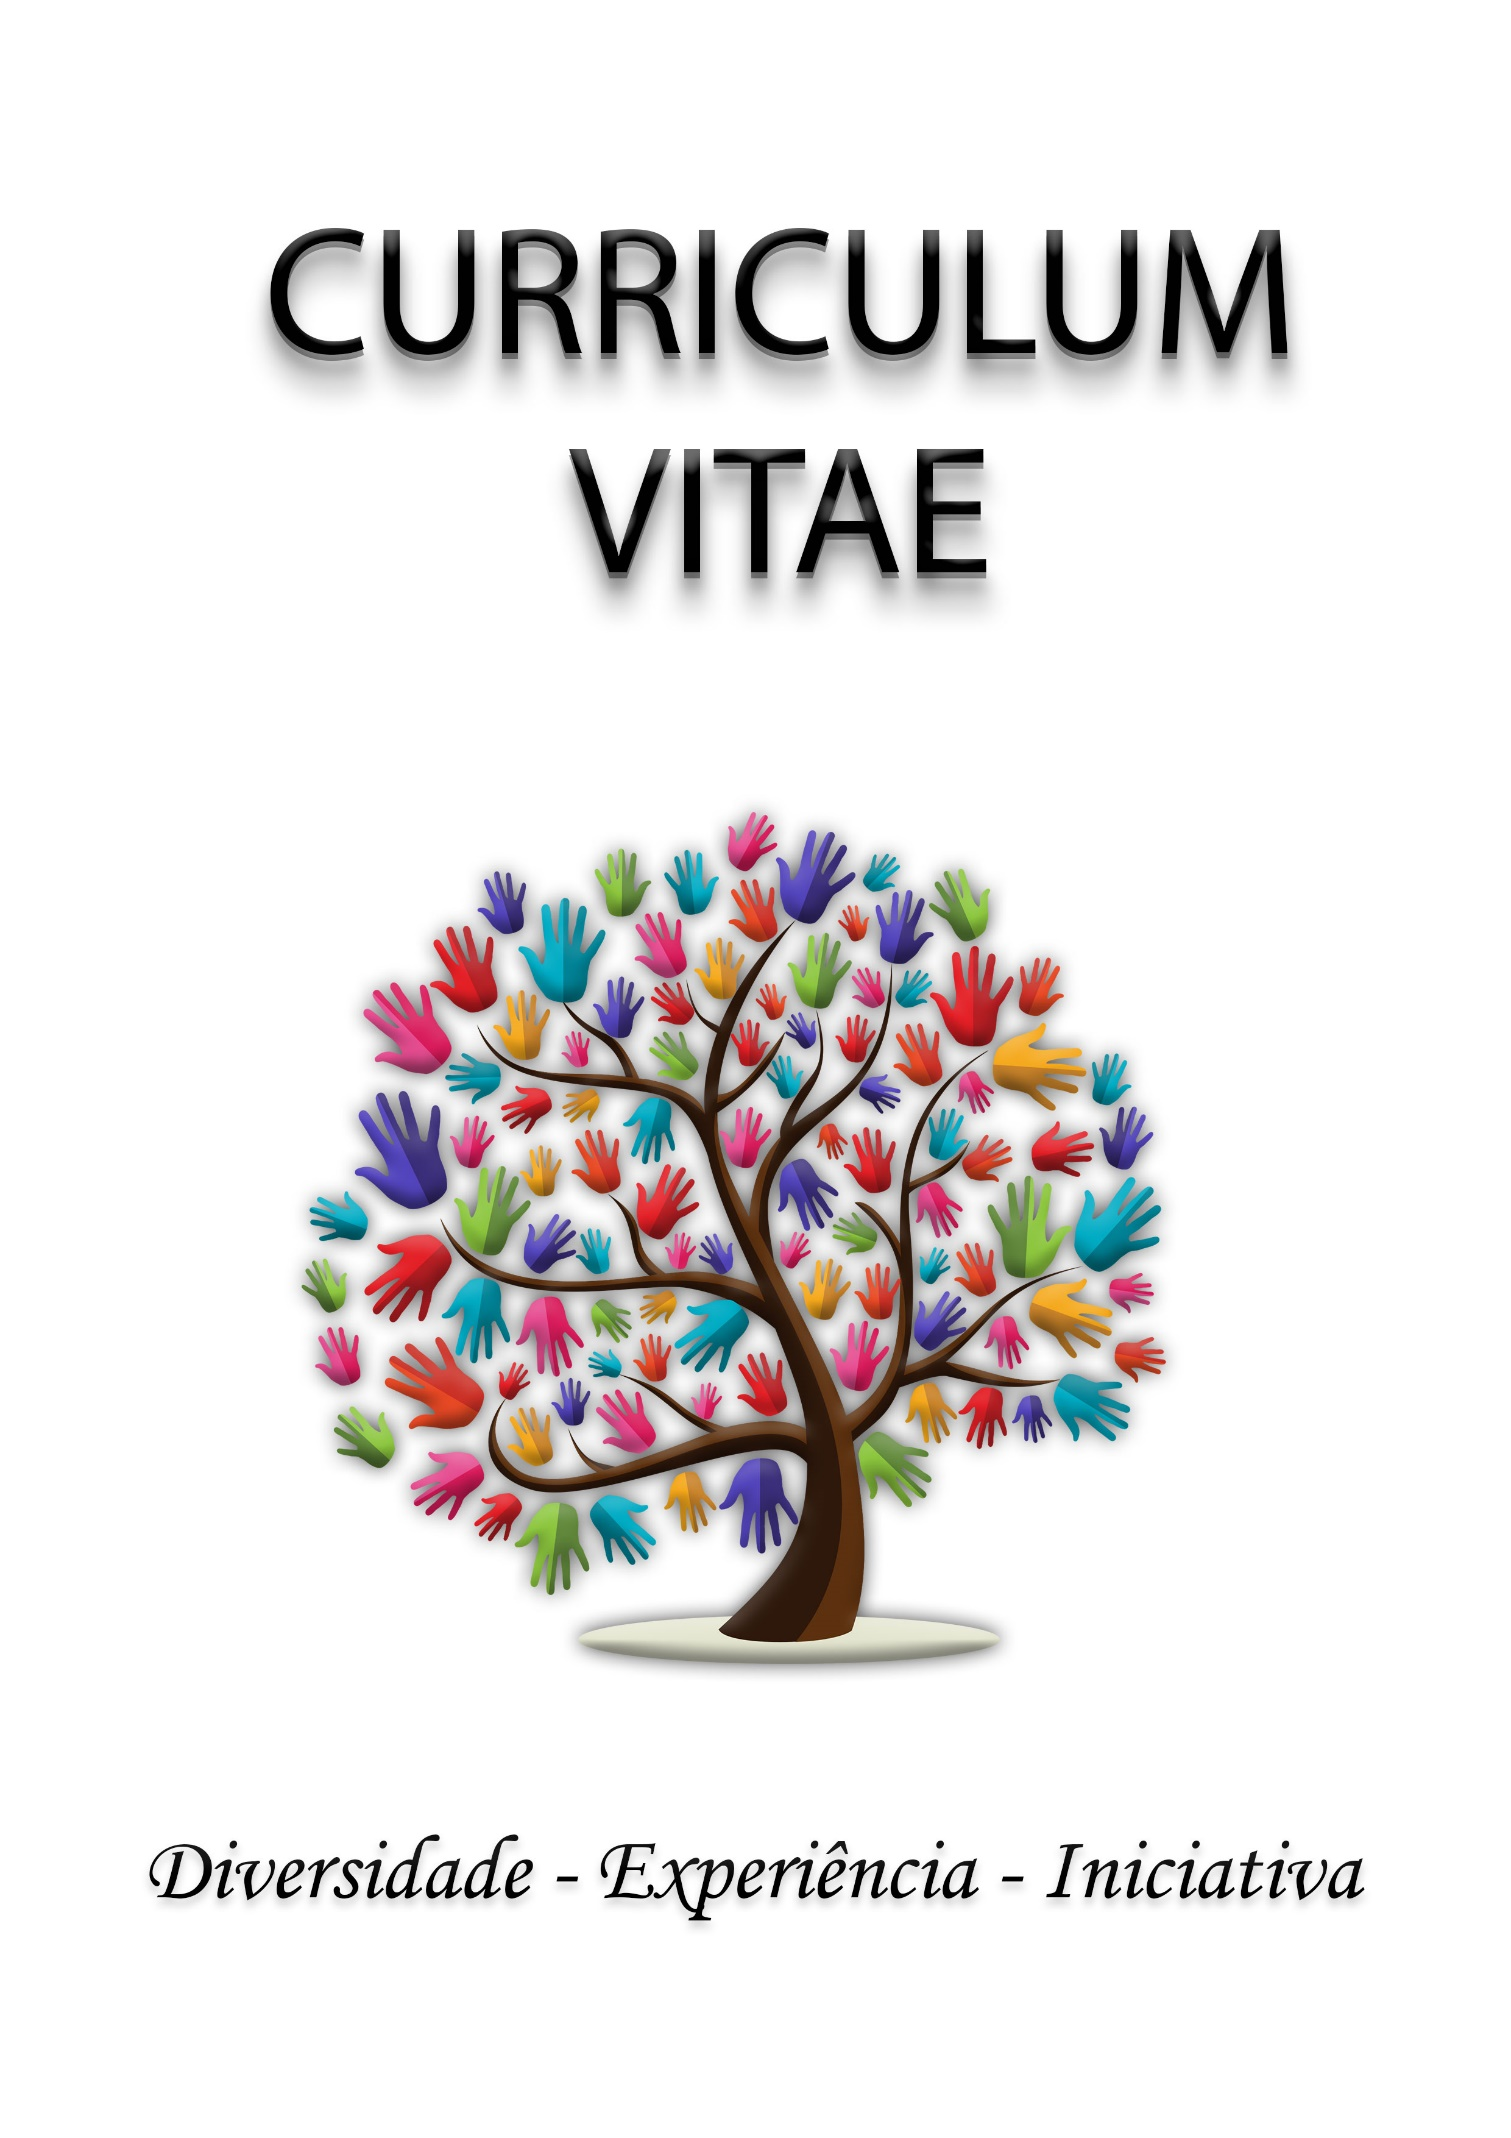 CURRICULUM
VITAE
Diversidade - Experiência - Iniciativa